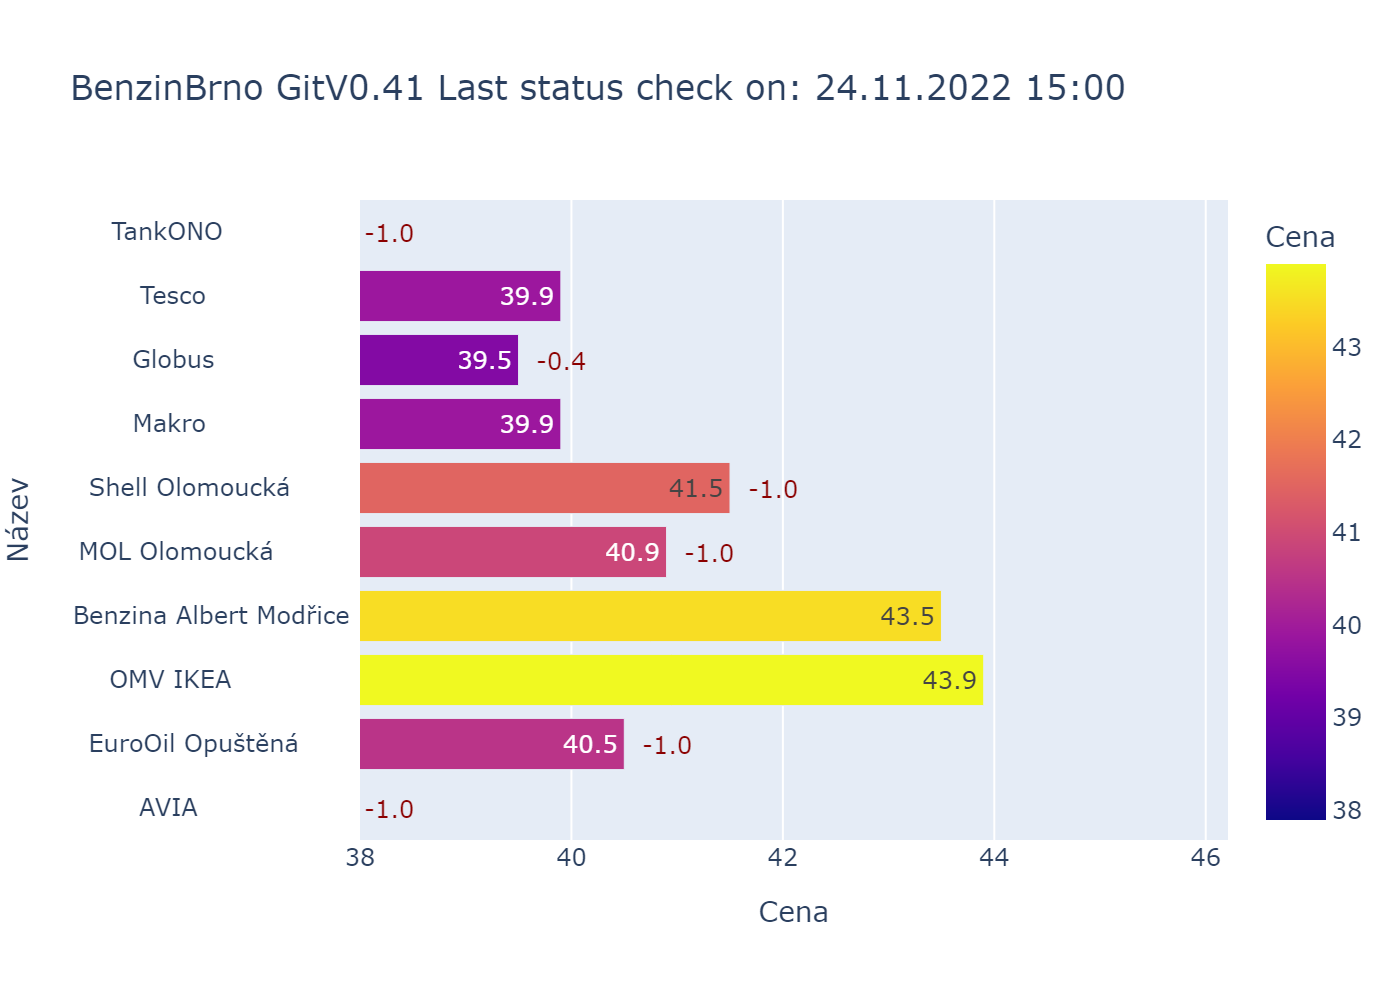 BenzinBrno GitV0.41 Last status check on: 24.11.2022 15:00
Název
TankONO -1.0
Tesco 39.9
Globus 39.5 -0.4
Makro 39.9
Shell Olomoucká 41.5 -1.0
MOL Olomoucká 40.9 -1.0
Benzina Albert Modřice 43.5
OMV IKEA 43.9
EuroOil Opuštěná 40.5 -1.0
AVIA -1.0
38 40 42 44 46
Cena
Cena
43
42
41
40
39
38